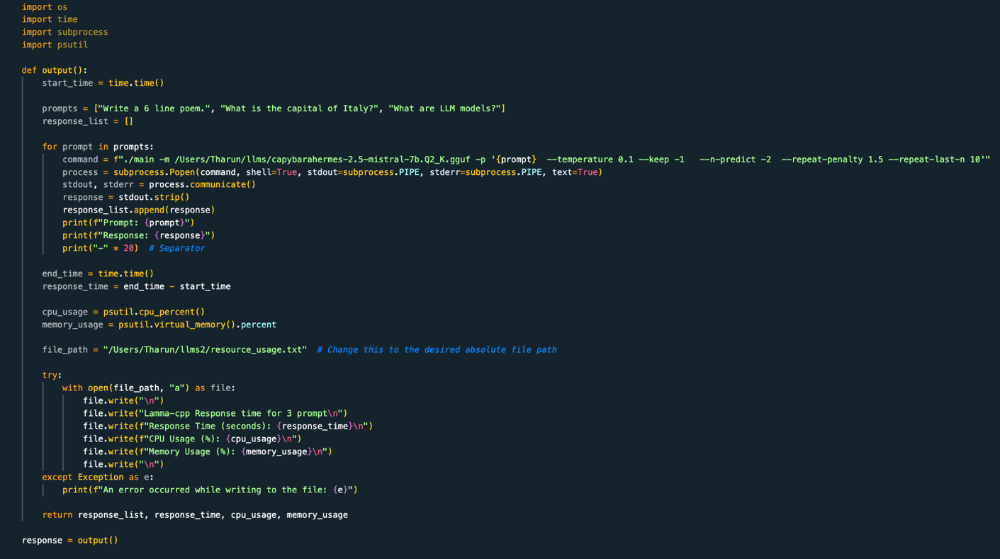 import os
import time
import subprocess
import psutil

def output():
    start_time = time.time()

    prompts = ["Write a 6 line poem.", "What is the capital of Italy?", "What are LLM models?"]
    response_list = []

    for prompt in prompts:
        command = f"./main -m /Users/Tharun/llms/capybarahermes-2.5-mistral-7b.Q2_K.gguf -p '{prompt}  --temperature 0.1 --keep -1   --n-predict -2  --repeat-penalty 1.5 --repeat-last-n 10'"
        process = subprocess.Popen(command, shell=True, stdout=subprocess.PIPE, stderr=subprocess.PIPE, text=True)
        stdout, stderr = process.communicate()
        response = stdout.strip()
        response_list.append(response)
        print(f"Prompt: {prompt}")
        print(f"Response: {response}")
        print("-" * 20)  # Separator

    end_time = time.time()
    response_time = end_time - start_time

    cpu_usage = psutil.cpu_percent()
    memory_usage = psutil.virtual_memory().percent

    file_path = "/Users/Tharun/llms2/resource_usage.txt"  # Change this to the desired absolute file path

    try:
        with open(file_path, "a") as file:
            file.write("\n")
            file.write("Lamma-cpp Response time for 3 prompt\n")
            file.write(f"Response Time (seconds): {response_time}\n")
            file.write(f"CPU Usage (%): {cpu_usage}\n")
            file.write(f"Memory Usage (%): {memory_usage}\n")
            file.write("\n")
    except Exception as e:
        print(f"An error occurred while writing to the file: {e}")

    return response_list, response_time, cpu_usage, memory_usage

response = output()